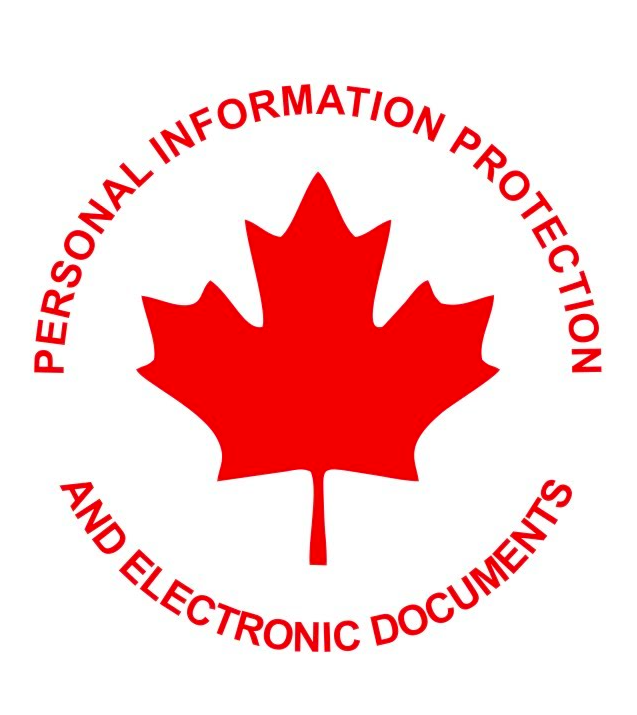 PERSONAL INFORMATION PROTECTION
AND ELECTRONIC DOCUMENTS